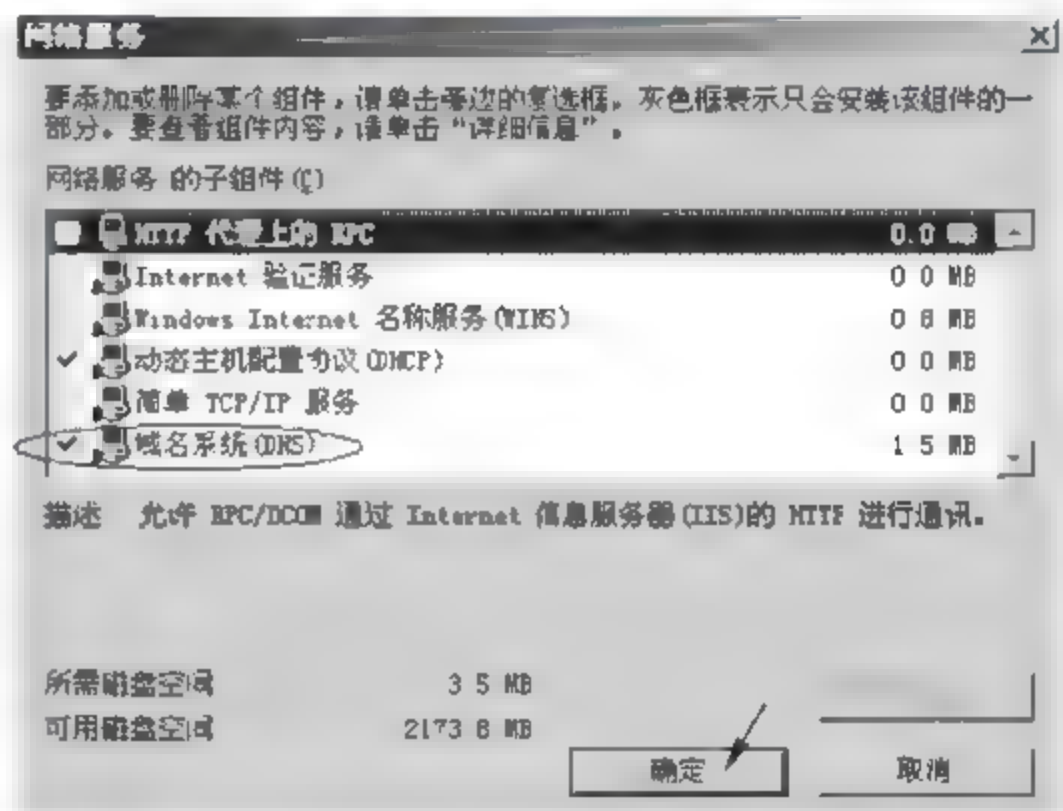 网络服务
要添加或删除某个组件，请单击旁边的复选框。灰色框表示只会安装该组件的一
部分。要查看组件内容，请单击“详细信息”。
网络服务 的子组件(C)
HTTP 代理上的 RPC 0.0 MB
Internet 验证服务 0 0 MB
Windows Internet 名称服务(WINS) 0 8 MB
动态主机配置协议(DHCP) 0 0 MB
简单 TCP/IP 服务 0 0 MB
域名系统(DNS) 1 5 MB
描述 允许 RPC/DCOM 通过 Internet 信息服务器(IIS)的 HTTP 进行通讯。
所需磁盘空间 3 5 MB
可用磁盘空间 2173 8 MB
确定 取消